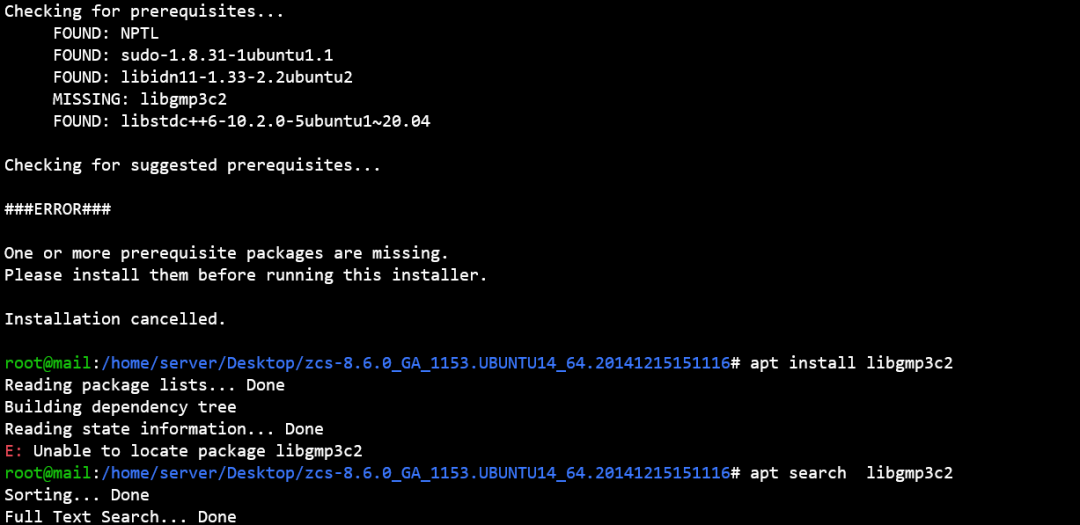 Checking for prerequisites...
FOUND: NPTL
FOUND: sudo-1.8.31-1ubuntu1.1
FOUND: libidn11-1.33-2.2ubuntu2
MISSING: libgmp3c2
FOUND: libstdc++6-10.2.0-5ubuntu1~20.04
Checking for suggested prerequisites...
###ERROR###
One or more prerequisite packages are missing.
Please install them before running this installer.
Installation cancelled.
root@mail:/home/server/Desktop/zcs-8.6.0_GA_1153.UBUNTU14_64.20141215151116# apt install libgmp3c2
Reading package lists... Done
Building dependency tree
Reading state information... Done
E: Unable to locate package libgmp3c2
root@mail:/home/server/Desktop/zcs-8.6.0_GA_1153.UBUNTU14_64.20141215151116# apt search  libgmp3c2
Sorting... Done
Full Text Search... Done